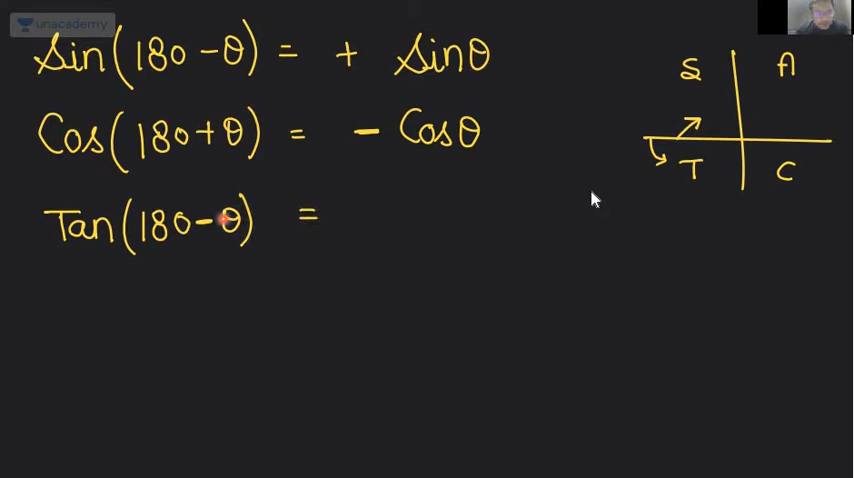 unacademy
Sin(180-θ) = + Sinθ
Cos(180+θ) = - Cosθ
Tan(180-θ) =
S A
T C